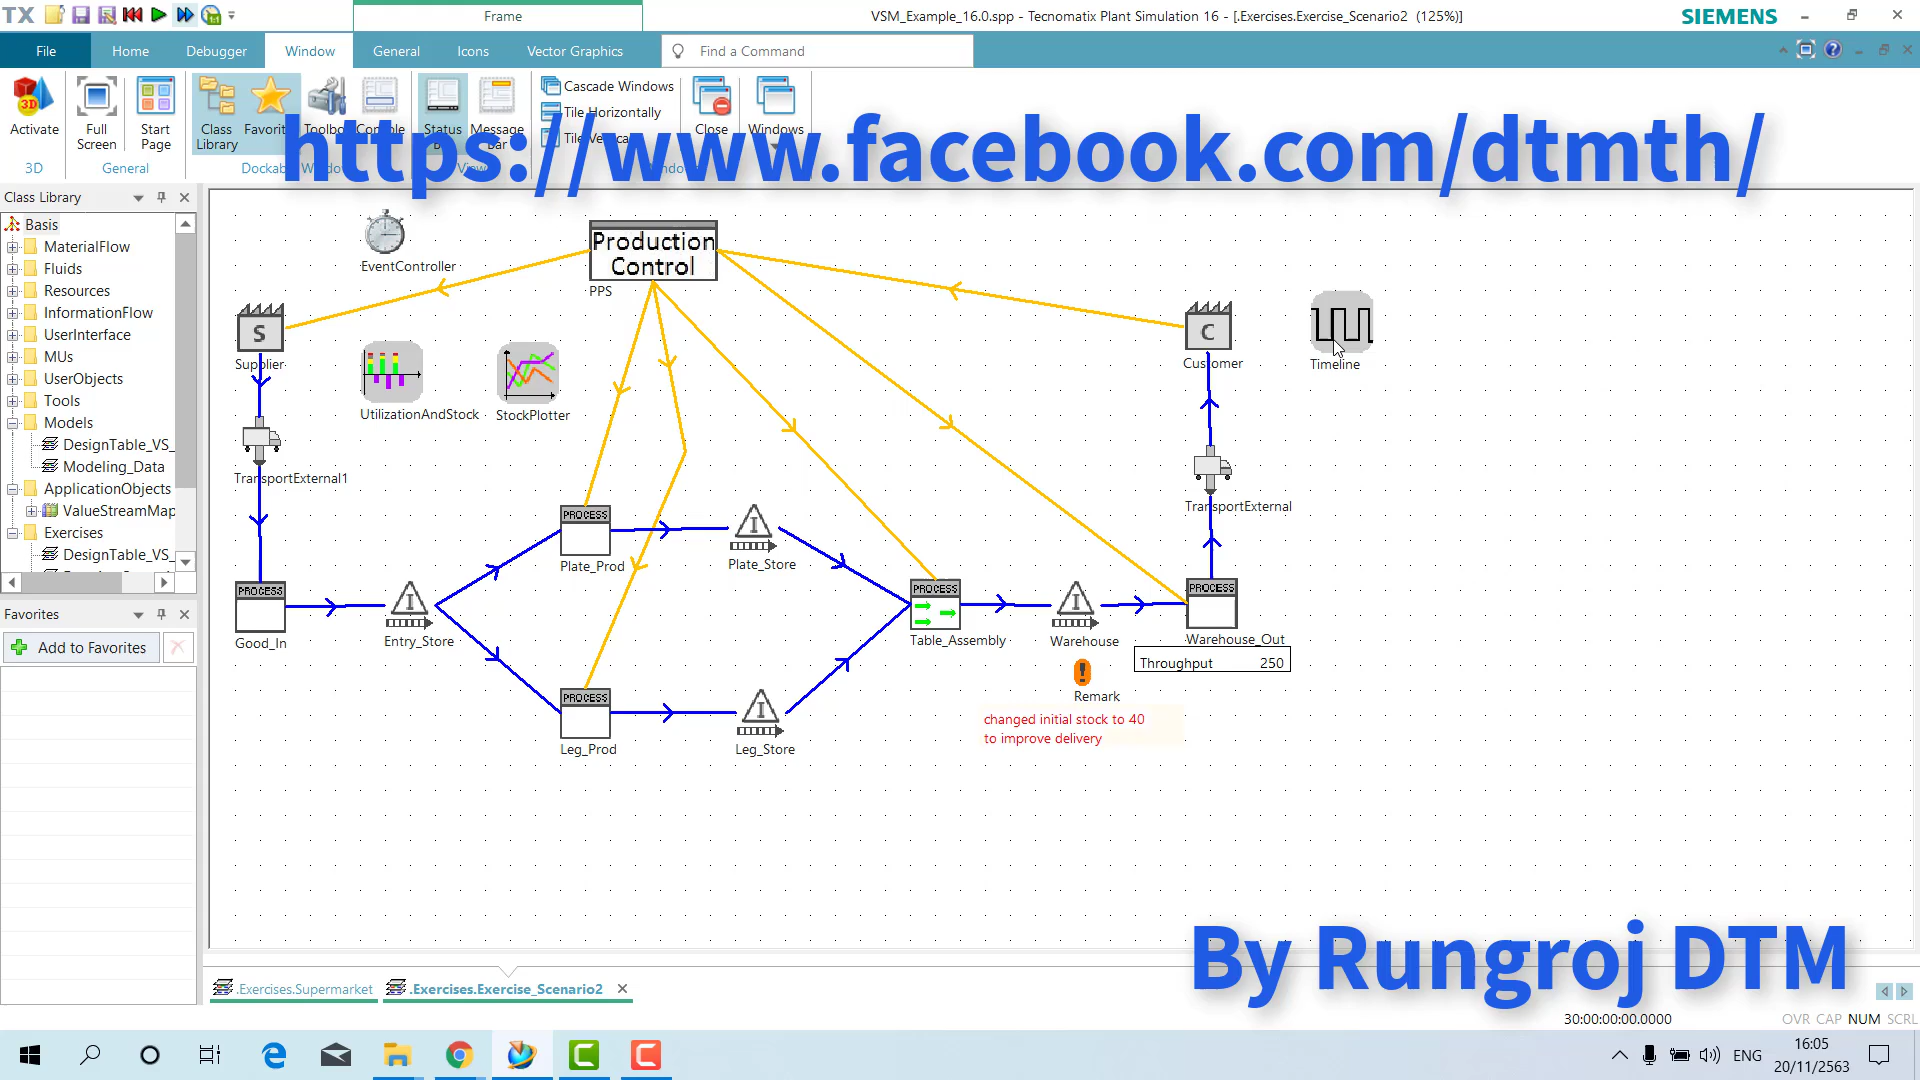 TX
Frame
VSM_Example_16.0.spp - Tecnomatix Plant Simulation 16 - [.Exercises.Exercise_Scenario2 (125%)]
SIEMENS
File
Home
Debugger
Window
General
Icons
Vector Graphics
Find a Command
3D
Activate
Full
Screen
Start
Page
Class
Library
Status
Message
Bar
Cascade Windows
Tile Horizontally
Close
Windows
3D
General
https://www.facebook.com/dtmth/
Class Library
Basis
MaterialFlow
Fluids
Resources
InformationFlow
UserInterface
MUs
UserObjects
Tools
Models
DesignTable_VS_
Modeling_Data
ApplicationObjects
ValueStreamMap
Exercises
DesignTable_VS_
Favorites
Add to Favorites
EventController
Production
Control
PPS
S
Supplier
C
Customer
Timeline
UtilizationAndStock
StockPlotter
TransportExternal1
TransportExternal
PROCESS
Plate_Prod
I
Plate_Store
PROCESS
Good_In
I
Entry_Store
PROCESS
Table_Assembly
I
Warehouse
PROCESS
Warehouse_Out
Throughput 250
Remark
changed initial stock to 40
to improve delivery
PROCESS
Leg_Prod
I
Leg_Store
By Rungroj DTM
.Exercises.Supermarket
.Exercises.Exercise_Scenario2
30:00:00:00.0000
OVR CAP NUM SCRL
ENG
16:05
20/11/2563